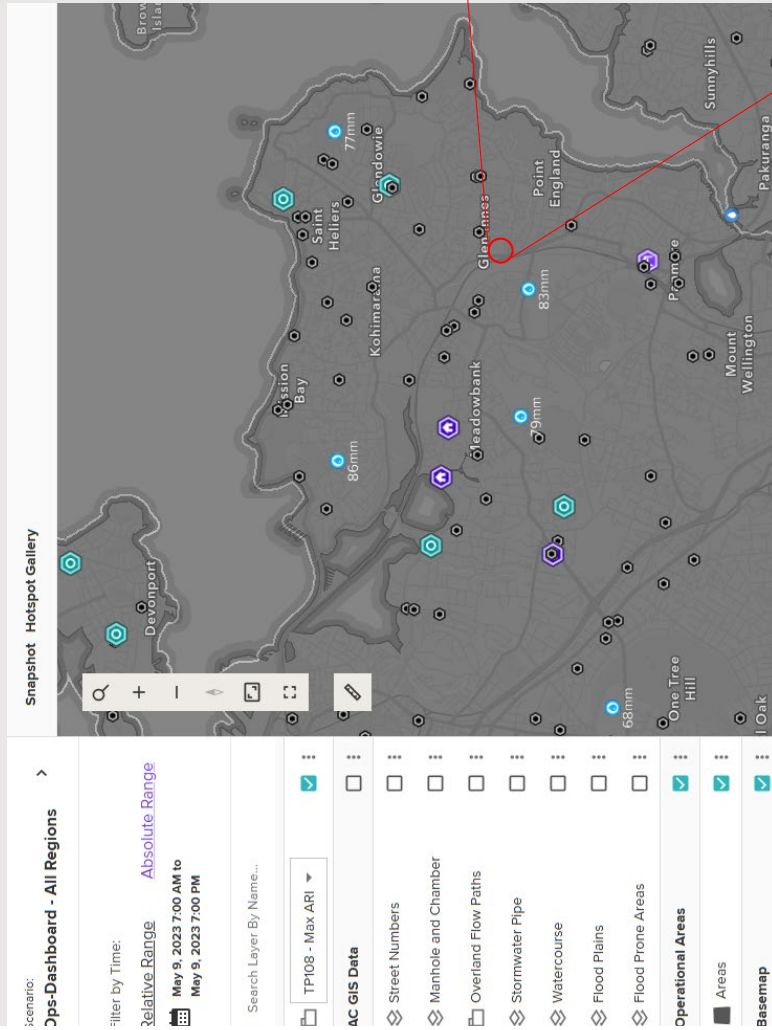 Scenario:
Ops-Dashboard - All Regions
Filter by Time:
Relative Range
Absolute Range
May 9, 2023 7:00 AM to
May 9, 2023 7:00 PM
Search Layer By Name...
TP108 - Max ARI
AC GIS Data
Street Numbers
Manhole and Chamber
Overland Flow Paths
Stormwater Pipe
Watercourse
Flood Plains
Flood Prone Areas
Operational Areas
Areas
Basemap
Snapshot
Hotspot Gallery
Devonport
Mission
Bay
86mm
Kohimarama
Saint
Heliers
Glendowie
77mm
Meadowbank
79mm
83mm
Point
England
68mm
One Tree
Hill
Mount
Wellington
Panmure
Sunnyhills
Pakuranga